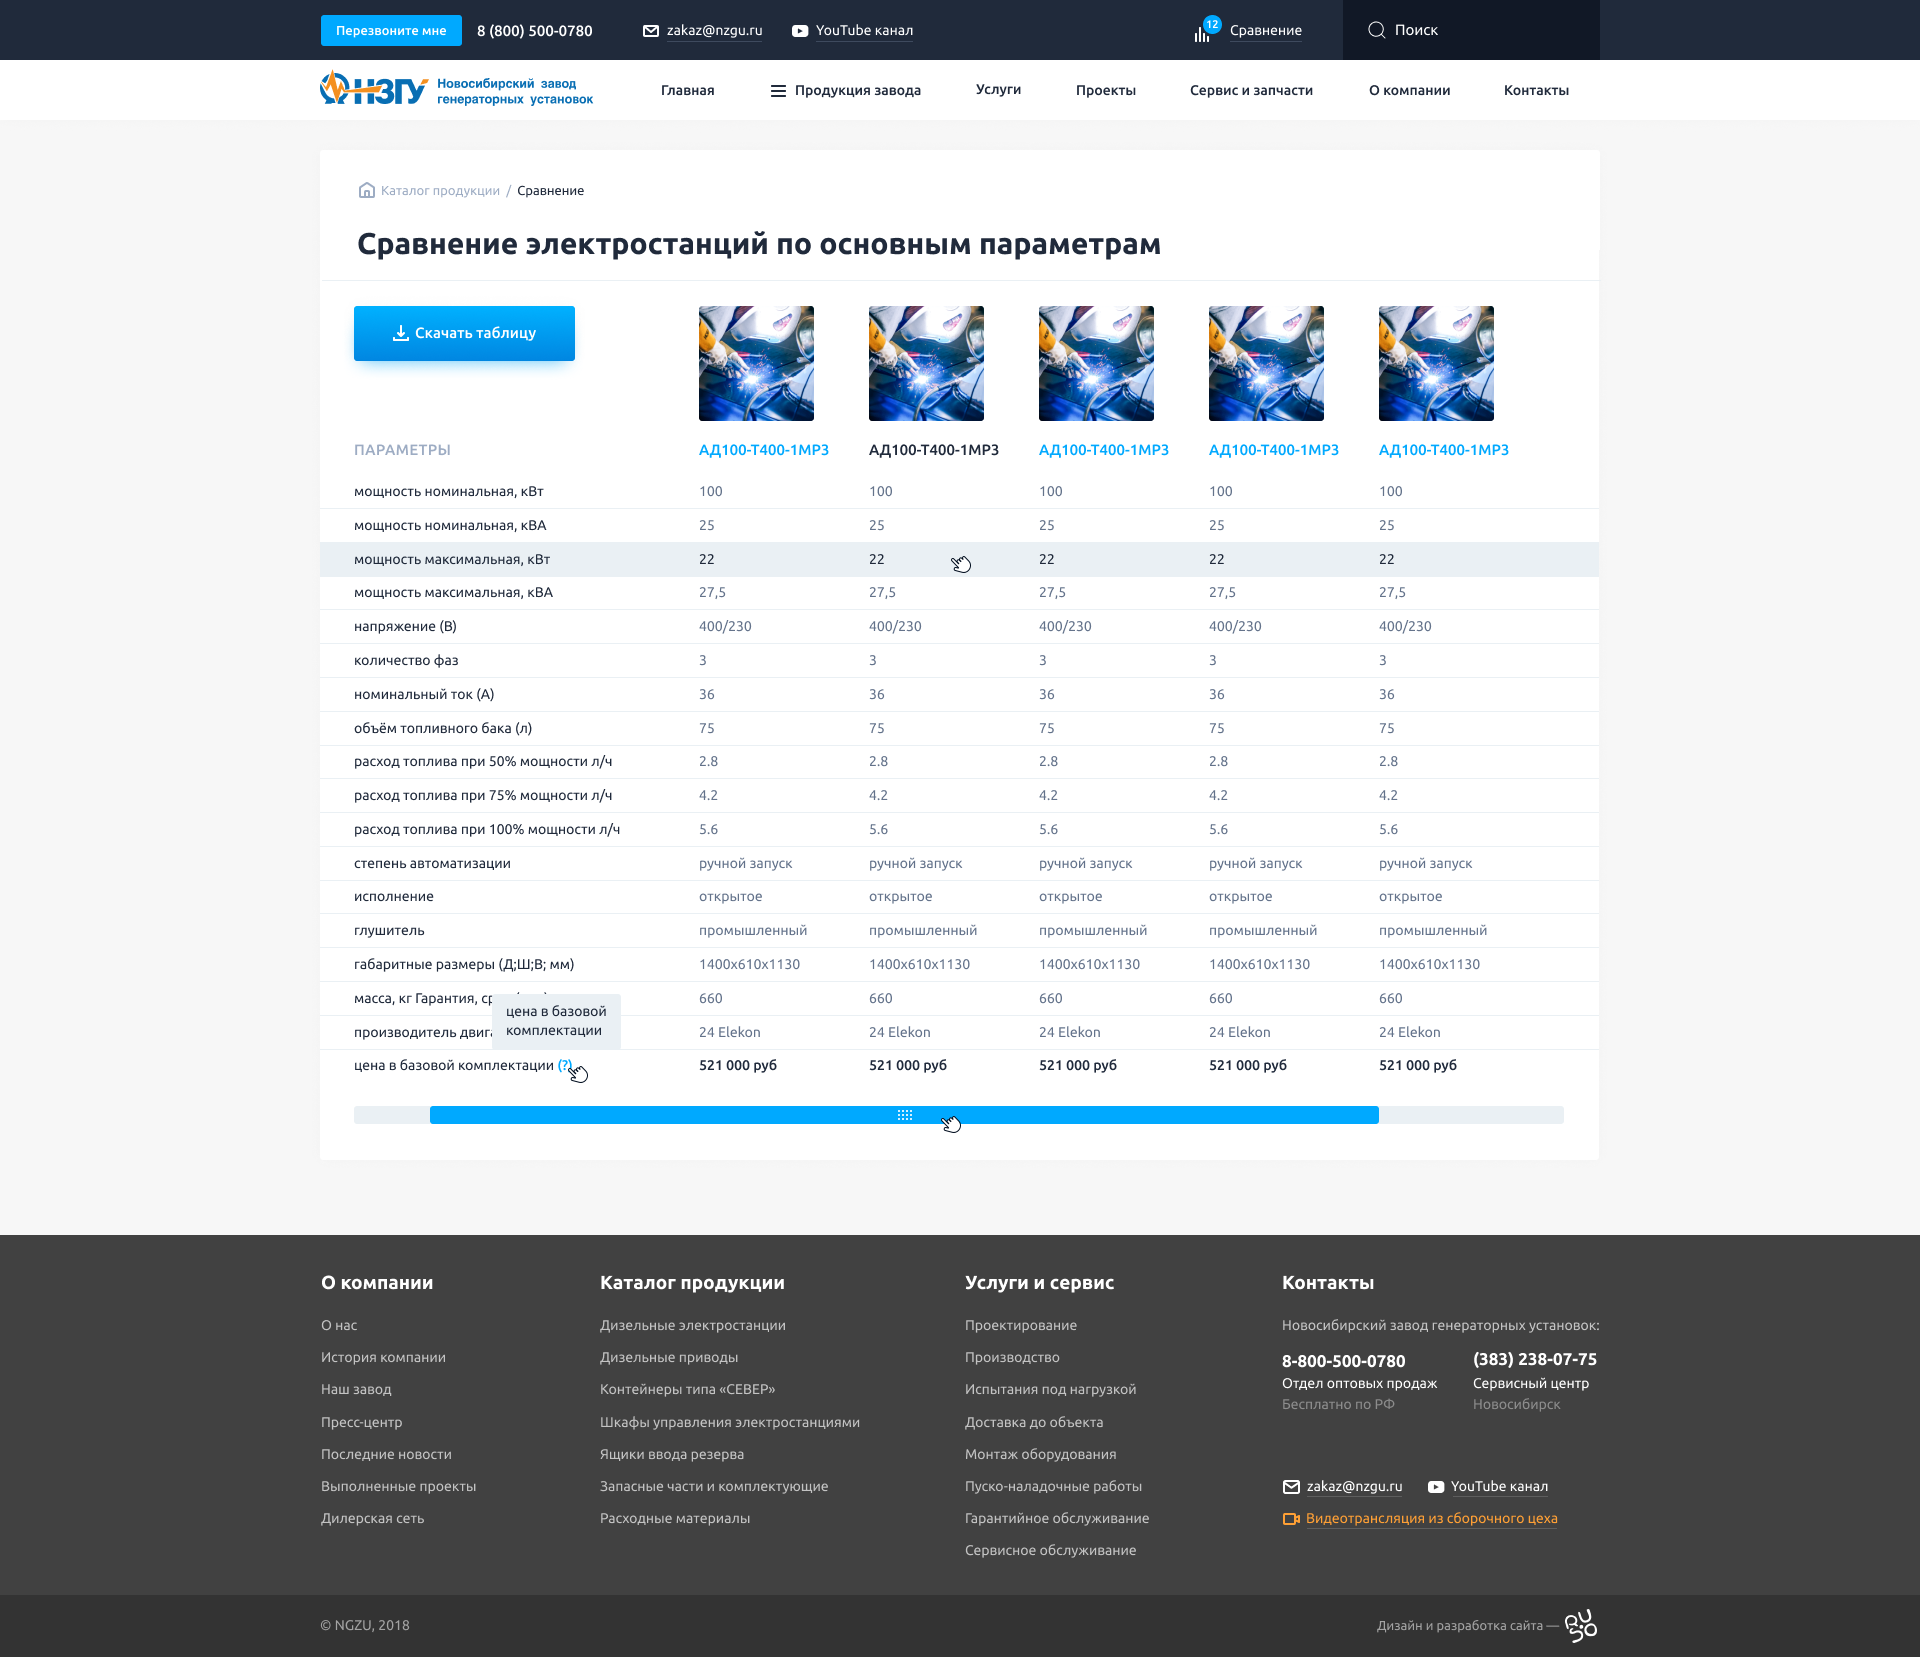 Перезвоните мне 8 (800) 500-0780 zakaz@nzgu.ru YouTube канал 12 Сравнение Поиск
НЗГУ Новосибирский завод
генераторных установок
Главная Продукция завода Услуги Проекты Сервис и запчасти О компании Контакты
Каталог продукции / Сравнение
Сравнение электростанций по основным параметрам
Скачать таблицу
ПАРАМЕТРЫ АД100-Т400-1МР3 АД100-Т400-1МР3 АД100-Т400-1МР3 АД100-Т400-1МР3 АД100-Т400-1МР3
мощность номинальная, кВт 100 100 100 100 100
мощность номинальная, кВА 25 25 25 25 25
мощность максимальная, кВт 22 22 22 22 22
мощность максимальная, кВА 27,5 27,5 27,5 27,5 27,5
напряжение (В) 400/230 400/230 400/230 400/230 400/230
количество фаз 3 3 3 3 3
номинальный ток (А) 36 36 36 36 36
объём топливного бака (л) 75 75 75 75 75
расход топлива при 50% мощности л/ч 2.8 2.8 2.8 2.8 2.8
расход топлива при 75% мощности л/ч 4.2 4.2 4.2 4.2 4.2
расход топлива при 100% мощности л/ч 5.6 5.6 5.6 5.6 5.6
степень автоматизации ручной запуск ручной запуск ручной запуск ручной запуск ручной запуск
исполнение открытое открытое открытое открытое открытое
глушитель промышленный промышленный промышленный промышленный промышленный
габаритные размеры (Д;Ш;В; мм) 1400x610x1130 1400x610x1130 1400x610x1130 1400x610x1130 1400x610x1130
масса, кг Гарантия, 660 660 660 660 660
цена в базовой
комплектации
производитель 24 Elekon 24 Elekon 24 Elekon 24 Elekon 24 Elekon
цена в базовой комплектации (?) 521 000 руб 521 000 руб 521 000 руб 521 000 руб 521 000 руб
О компании
О нас
История компании
Наш завод
Пресс-центр
Последние новости
Выполненные проекты
Дилерская сеть
Каталог продукции
Дизельные электростанции
Дизельные приводы
Контейнеры типа «СЕВЕР»
Шкафы управления электростанциями
Ящики ввода резерва
Запасные части и комплектующие
Расходные материалы
Услуги и сервис
Проектирование
Производство
Испытания под нагрузкой
Доставка до объекта
Монтаж оборудования
Пуско-наладочные работы
Гарантийное обслуживание
Сервисное обслуживание
Контакты
Новосибирский завод генераторных установок:
8-800-500-0780
Отдел оптовых продаж
Бесплатно по РФ
(383) 238-07-75
Сервисный центр
Новосибирск
zakaz@nzgu.ru YouTube канал
Видеотрансляция из сборочного цеха
© NGZU, 2018
Дизайн и разработка сайта —